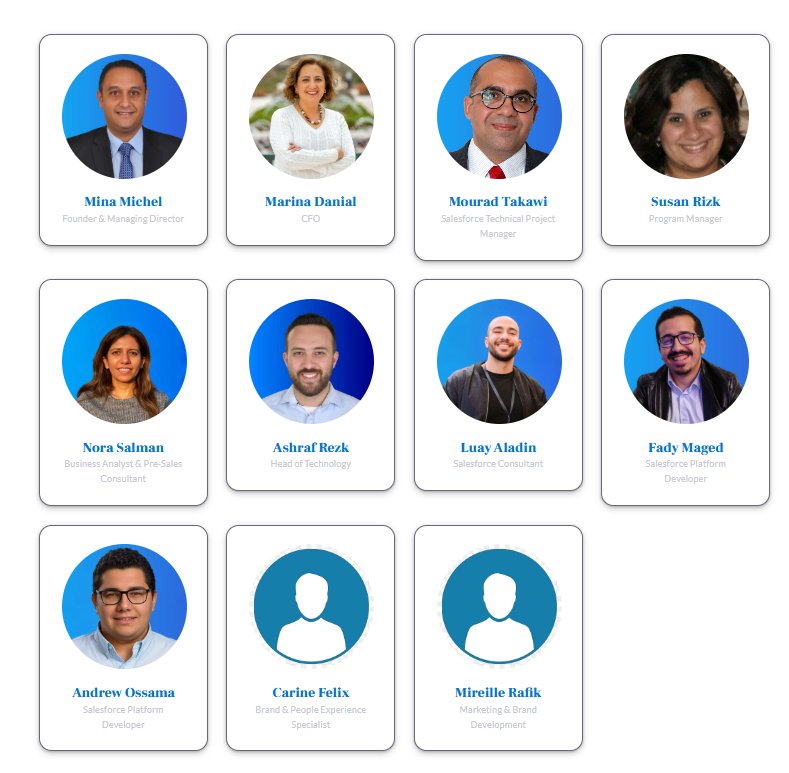 Mina Michel
Founder & Managing Director
Marina Danial
CFO
Mourad Takawi
Salesforce Technical Project
Manager
Susan Rizk
Program Manager
Nora Salman
Business Analyst & Pre-Sales
Consultant
Ashraf Rezk
Head of Technology
Luay Aladin
Salesforce Consultant
Fady Maged
Salesforce Platform
Developer
Andrew Ossama
Salesforce Platform
Developer
Carine Felix
Brand & People Experience
Specialist
Mireille Rafik
Marketing & Brand
Development